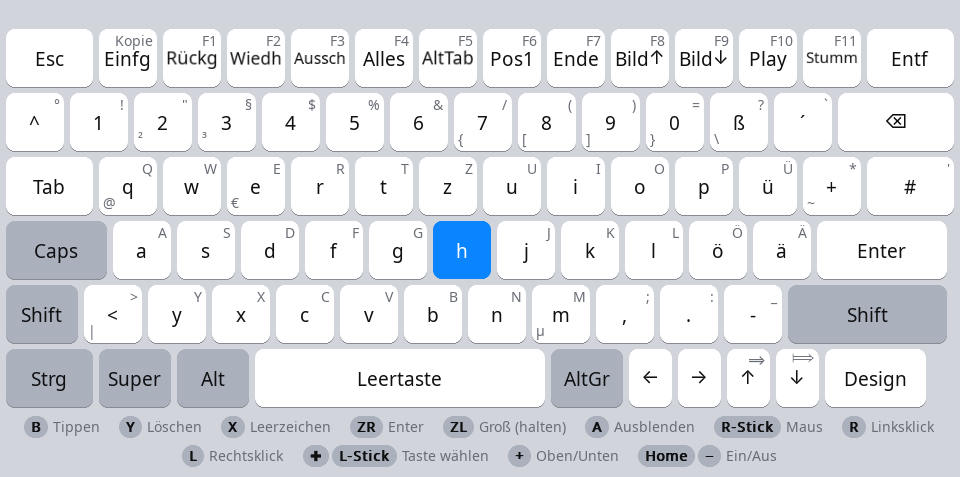 Kopie F1 F2 F3 F4 F5 F6 F7 F8 F9 F10 F11
Esc Einfg Rückg Wiedh Aussch Alles AltTab Pos1 Ende Bild↑ Bild↓ Play Stumm Entf
° ! " § $ % & / ( ) = ? `
^ 1 2 3 4 5 6 7 8 9 0 ß ´ ⌫
² ³ { [ ] } \
Q W E R T Z U I O P Ü * '
Tab q w e r t z u i o p ü + #
@ € ~
A S D F G J K L Ö Ä
Caps a s d f g h j k l ö ä Enter
> Y X C V B N M ; : _
Shift < y x c v b n m , . - Shift
| µ
⇒ ⟾
Strg Super Alt Leertaste AltGr ← → ↑ ↓ Design
B Tippen Y Löschen X Leerzeichen ZR Enter ZL Groß (halten) A Ausblenden R-Stick Maus R Linksklick
L Rechtsklick ✚ L-Stick Taste wählen + Oben/Unten Home − Ein/Aus